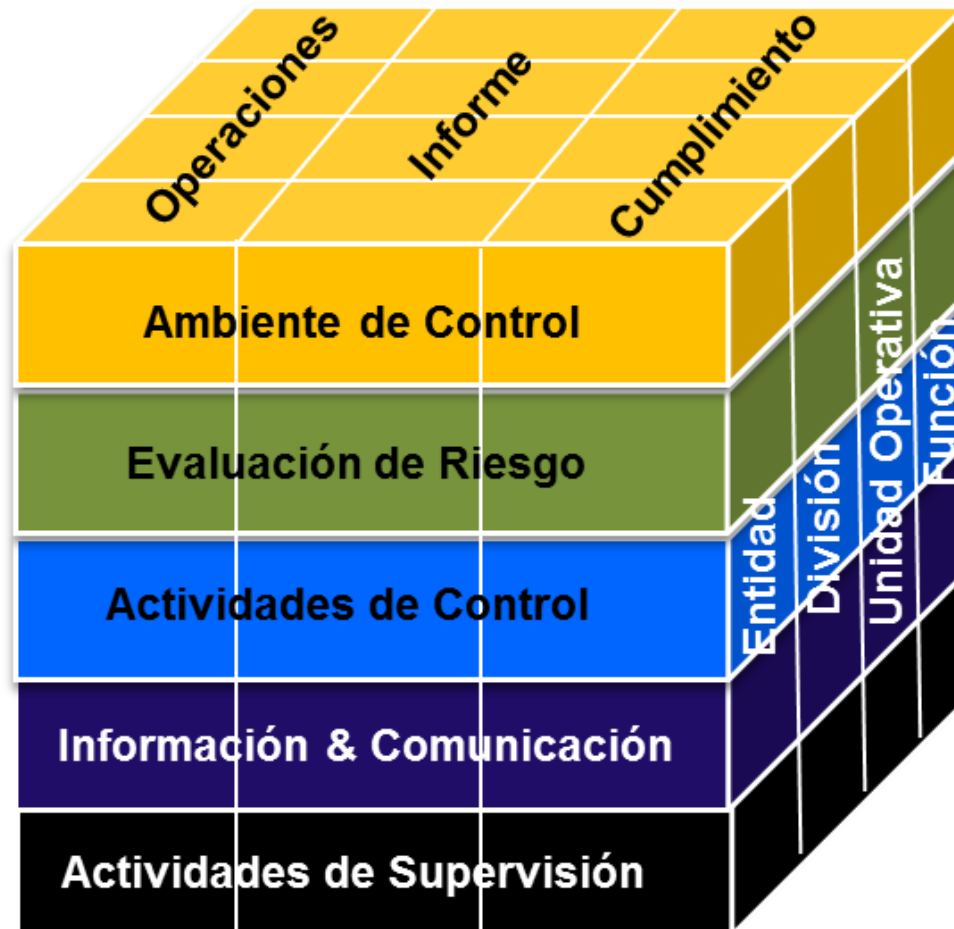 Operaciones
Informe
Cumplimiento
Ambiente de Control
Evaluación de Riesgo
Actividades de Control
Información & Comunicación
Actividades de Supervisión
Entidad
División
Unidad Operativa
Función